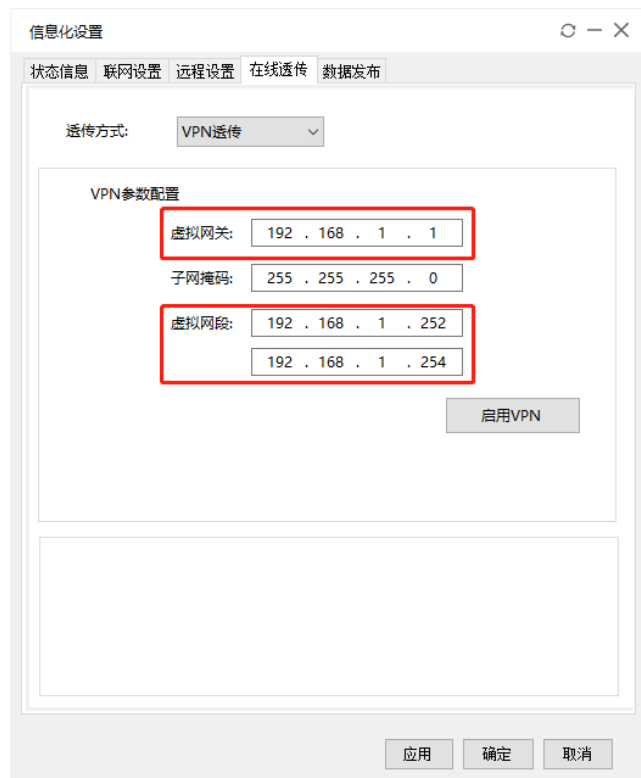 信息化设置
状态信息 联网设置 远程设置 在线透传 数据发布
透传方式: VPN透传
VPN参数配置
虚拟网关: 192 . 168 . 1 . 1
子网掩码: 255 . 255 . 255 . 0
虚拟网段: 192 . 168 . 1 . 252
192 . 168 . 1 . 254
启用VPN
应用 确定 取消